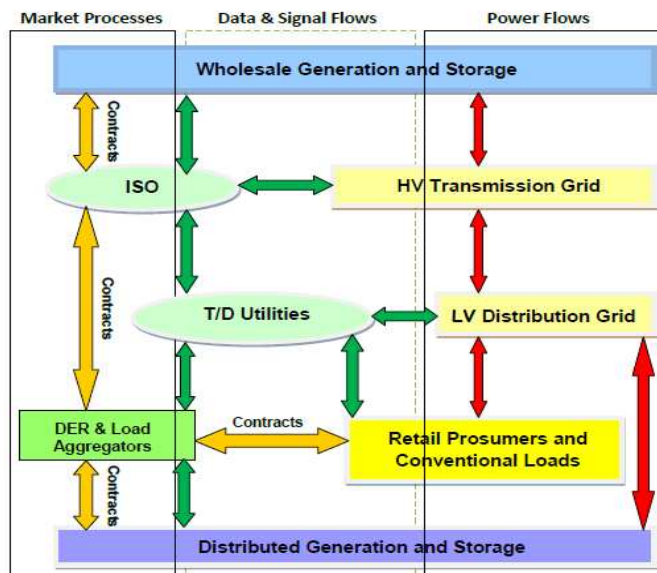 Market Processes
Data & Signal Flows
Power Flows
Wholesale Generation and Storage
Contracts
ISO
HV Transmission Grid
Contracts
T/D Utilities
LV Distribution Grid
DER & Load
Aggregators
Contracts
Retail Prosumers and
Conventional Loads
Contracts
Distributed Generation and Storage